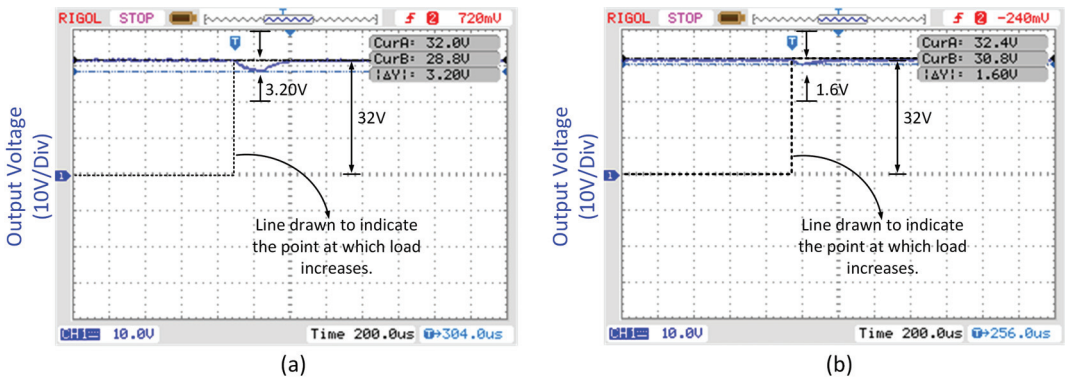 (a)
RIGOL STOP T 2 720mV
T
CurA: 32.0V
CurB: 28.8V
|ΔY|: 3.20V
3.20V
32V
1
Line drawn to indicate
the point at which load
increases.
Output Voltage
(10V/Div)
CH1 10.0V Time 200.0us T→304.0us
(a)
(b)
RIGOL STOP T 2 -240mV
T
CurA: 32.4V
CurB: 30.8V
|ΔY|: 1.60V
1.6V
32V
1
Line drawn to indicate
the point at which load
increases.
Output Voltage
(10V/Div)
CH1 10.0V Time 200.0us T→256.0us
(b)